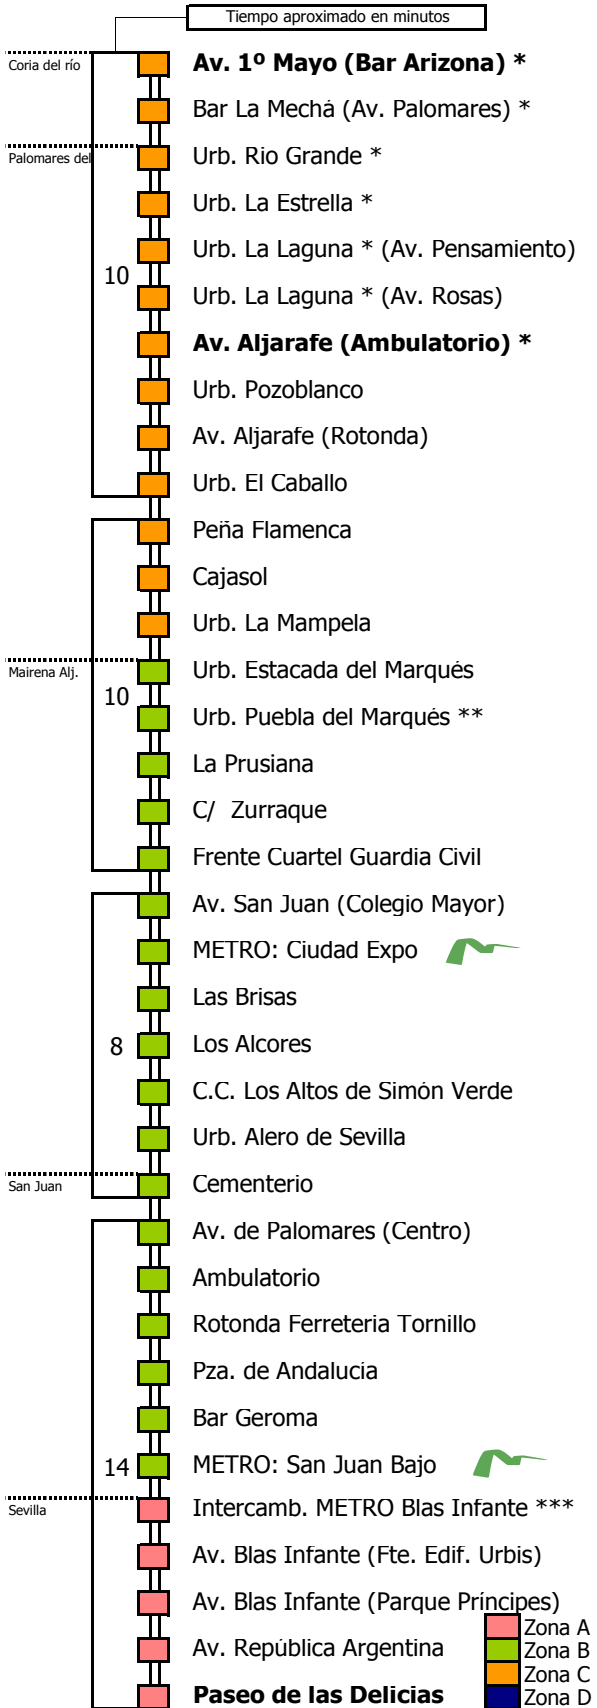 Tiempo aproximado en minutos
Coria del río
Av. 1º Mayo (Bar Arizona) *
Bar La Mechá (Av. Palomares) *
Palomares del
Urb. Rio Grande *
Urb. La Estrella *
Urb. La Laguna * (Av. Pensamiento)
10
Urb. La Laguna * (Av. Rosas)
Av. Aljarafe (Ambulatorio) *
Urb. Pozoblanco
Av. Aljarafe (Rotonda)
Urb. El Caballo
Peña Flamenca
Cajasol
Urb. La Mampela
Mairena Alj.
Urb. Estacada del Marqués
10
Urb. Puebla del Marqués **
La Prusiana
C/ Zurraque
Frente Cuartel Guardia Civil
Av. San Juan (Colegio Mayor)
METRO: Ciudad Expo
Las Brisas
8
Los Alcores
C.C. Los Altos de Simón Verde
Urb. Alero de Sevilla
San Juan
Cementerio
Av. de Palomares (Centro)
Ambulatorio
Rotonda Ferreteria Tornillo
Pza. de Andalucía
Bar Geroma
14
METRO: San Juan Bajo
Sevilla
Intercamb. METRO Blas Infante ***
Av. Blas Infante (Fte. Edif. Urbis)
Av. Blas Infante (Parque Príncipes)
Av. República Argentina
Paseo de las Delicias
Zona A
Zona B
Zona C
Zona D